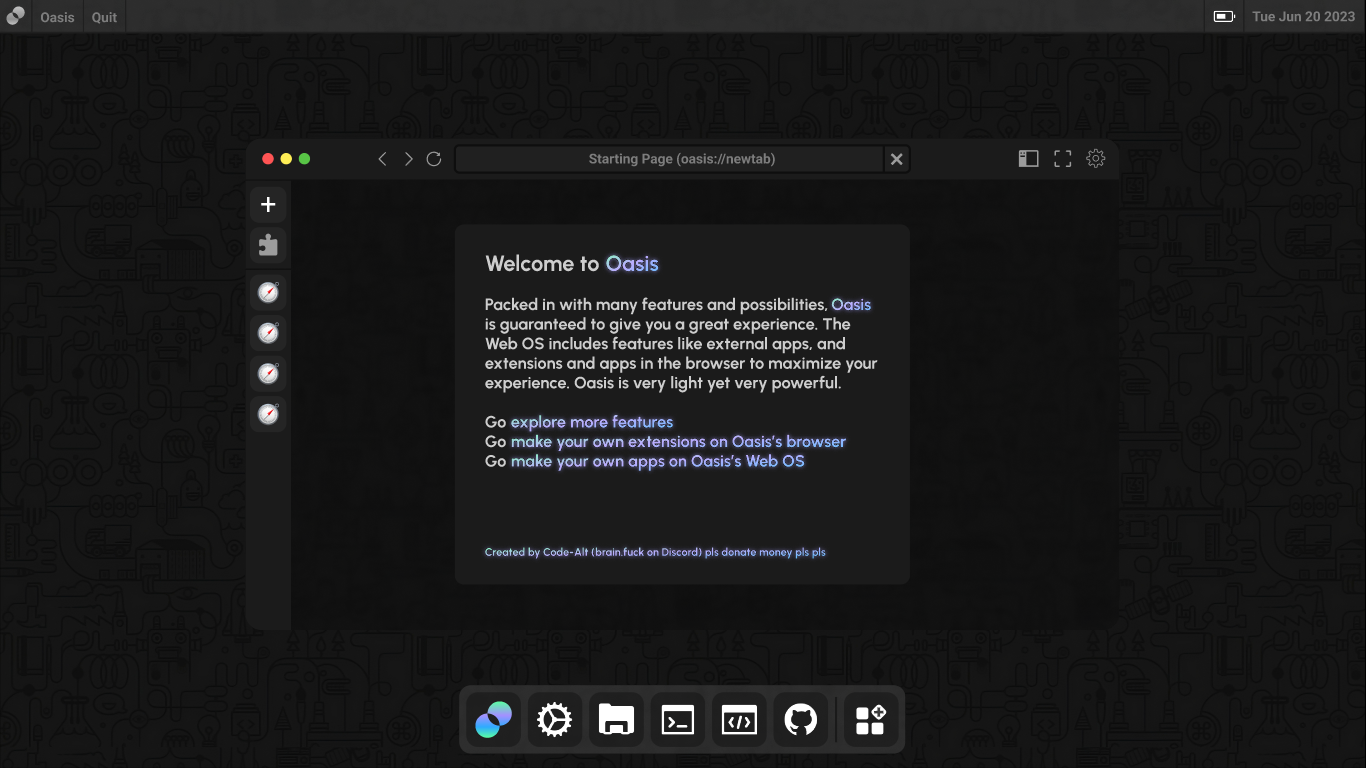 Oasis
Quit
Tue Jun 20 2023
Starting Page (oasis://newtab)
Welcome to Oasis
Packed in with many features and possibilities, Oasis
is guaranteed to give you a great experience. The
Web OS includes features like external apps, and
extensions and apps in the browser to maximize your
experience. Oasis is very light yet very powerful.
Go explore more features
Go make your own extensions on Oasis's browser
Go make your own apps on Oasis's Web OS
Created by Code-Alt (brain.fuck on Discord) pls donate money pls pls